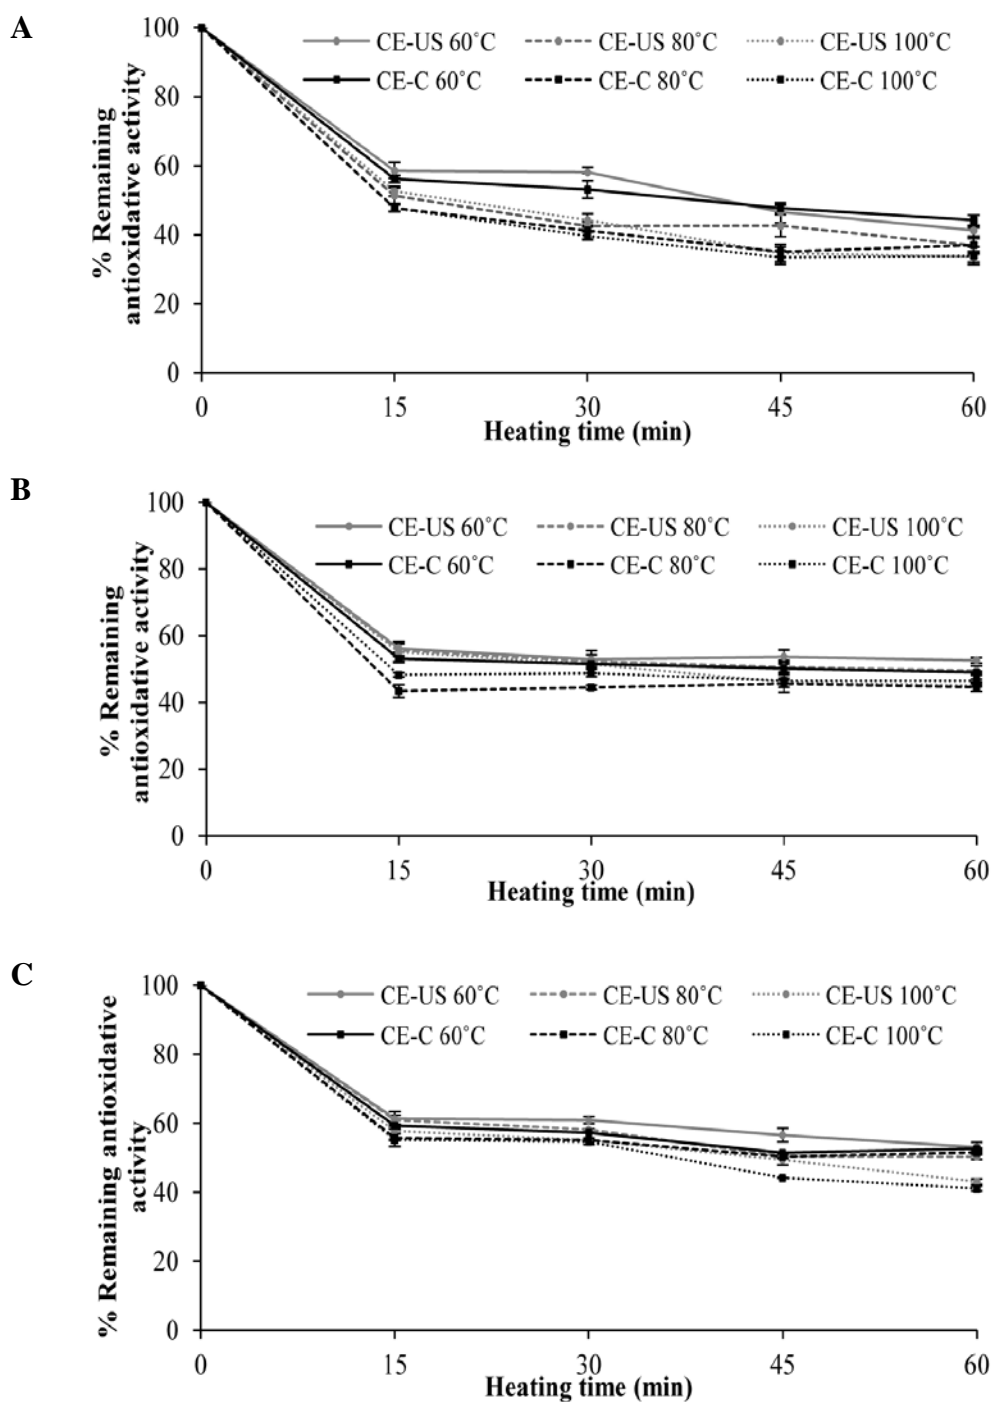 A
100
80
60
40
20
0
% Remaining
antioxidative activity
CE-US 60˚C CE-US 80˚C CE-US 100˚C
CE-C 60˚C CE-C 80˚C CE-C 100˚C
0 15 30 45 60
Heating time (min)
B
100
80
60
40
20
0
% Remaining
antioxidative activity
CE-US 60˚C CE-US 80˚C CE-US 100˚C
CE-C 60˚C CE-C 80˚C CE-C 100˚C
0 15 30 45 60
Heating time (min)
C
100
80
60
40
20
0
% Remaining antioxidative
activity
CE-US 60˚C CE-US 80˚C CE-US 100˚C
CE-C 60˚C CE-C 80˚C CE-C 100˚C
0 15 30 45 60
Heating time (min)